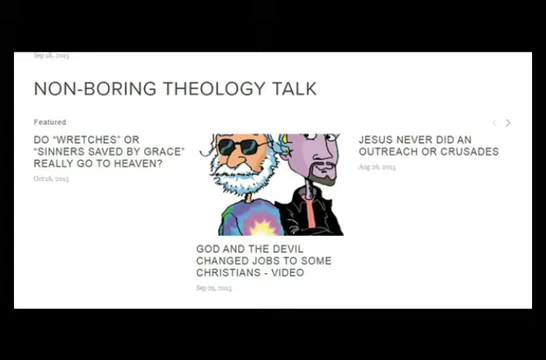 Sep 28, 2015
NON-BORING THEOLOGY TALK
Featured
DO "WRETCHES" OR
"SINNERS SAVED BY GRACE"
REALLY GO TO HEAVEN?
Oct 16, 2015
GOD AND THE DEVIL
CHANGED JOBS TO SOME
CHRISTIANS - VIDEO
Sep 29, 2015
JESUS NEVER DID AN
OUTREACH OR CRUSADES
Aug 26, 2015